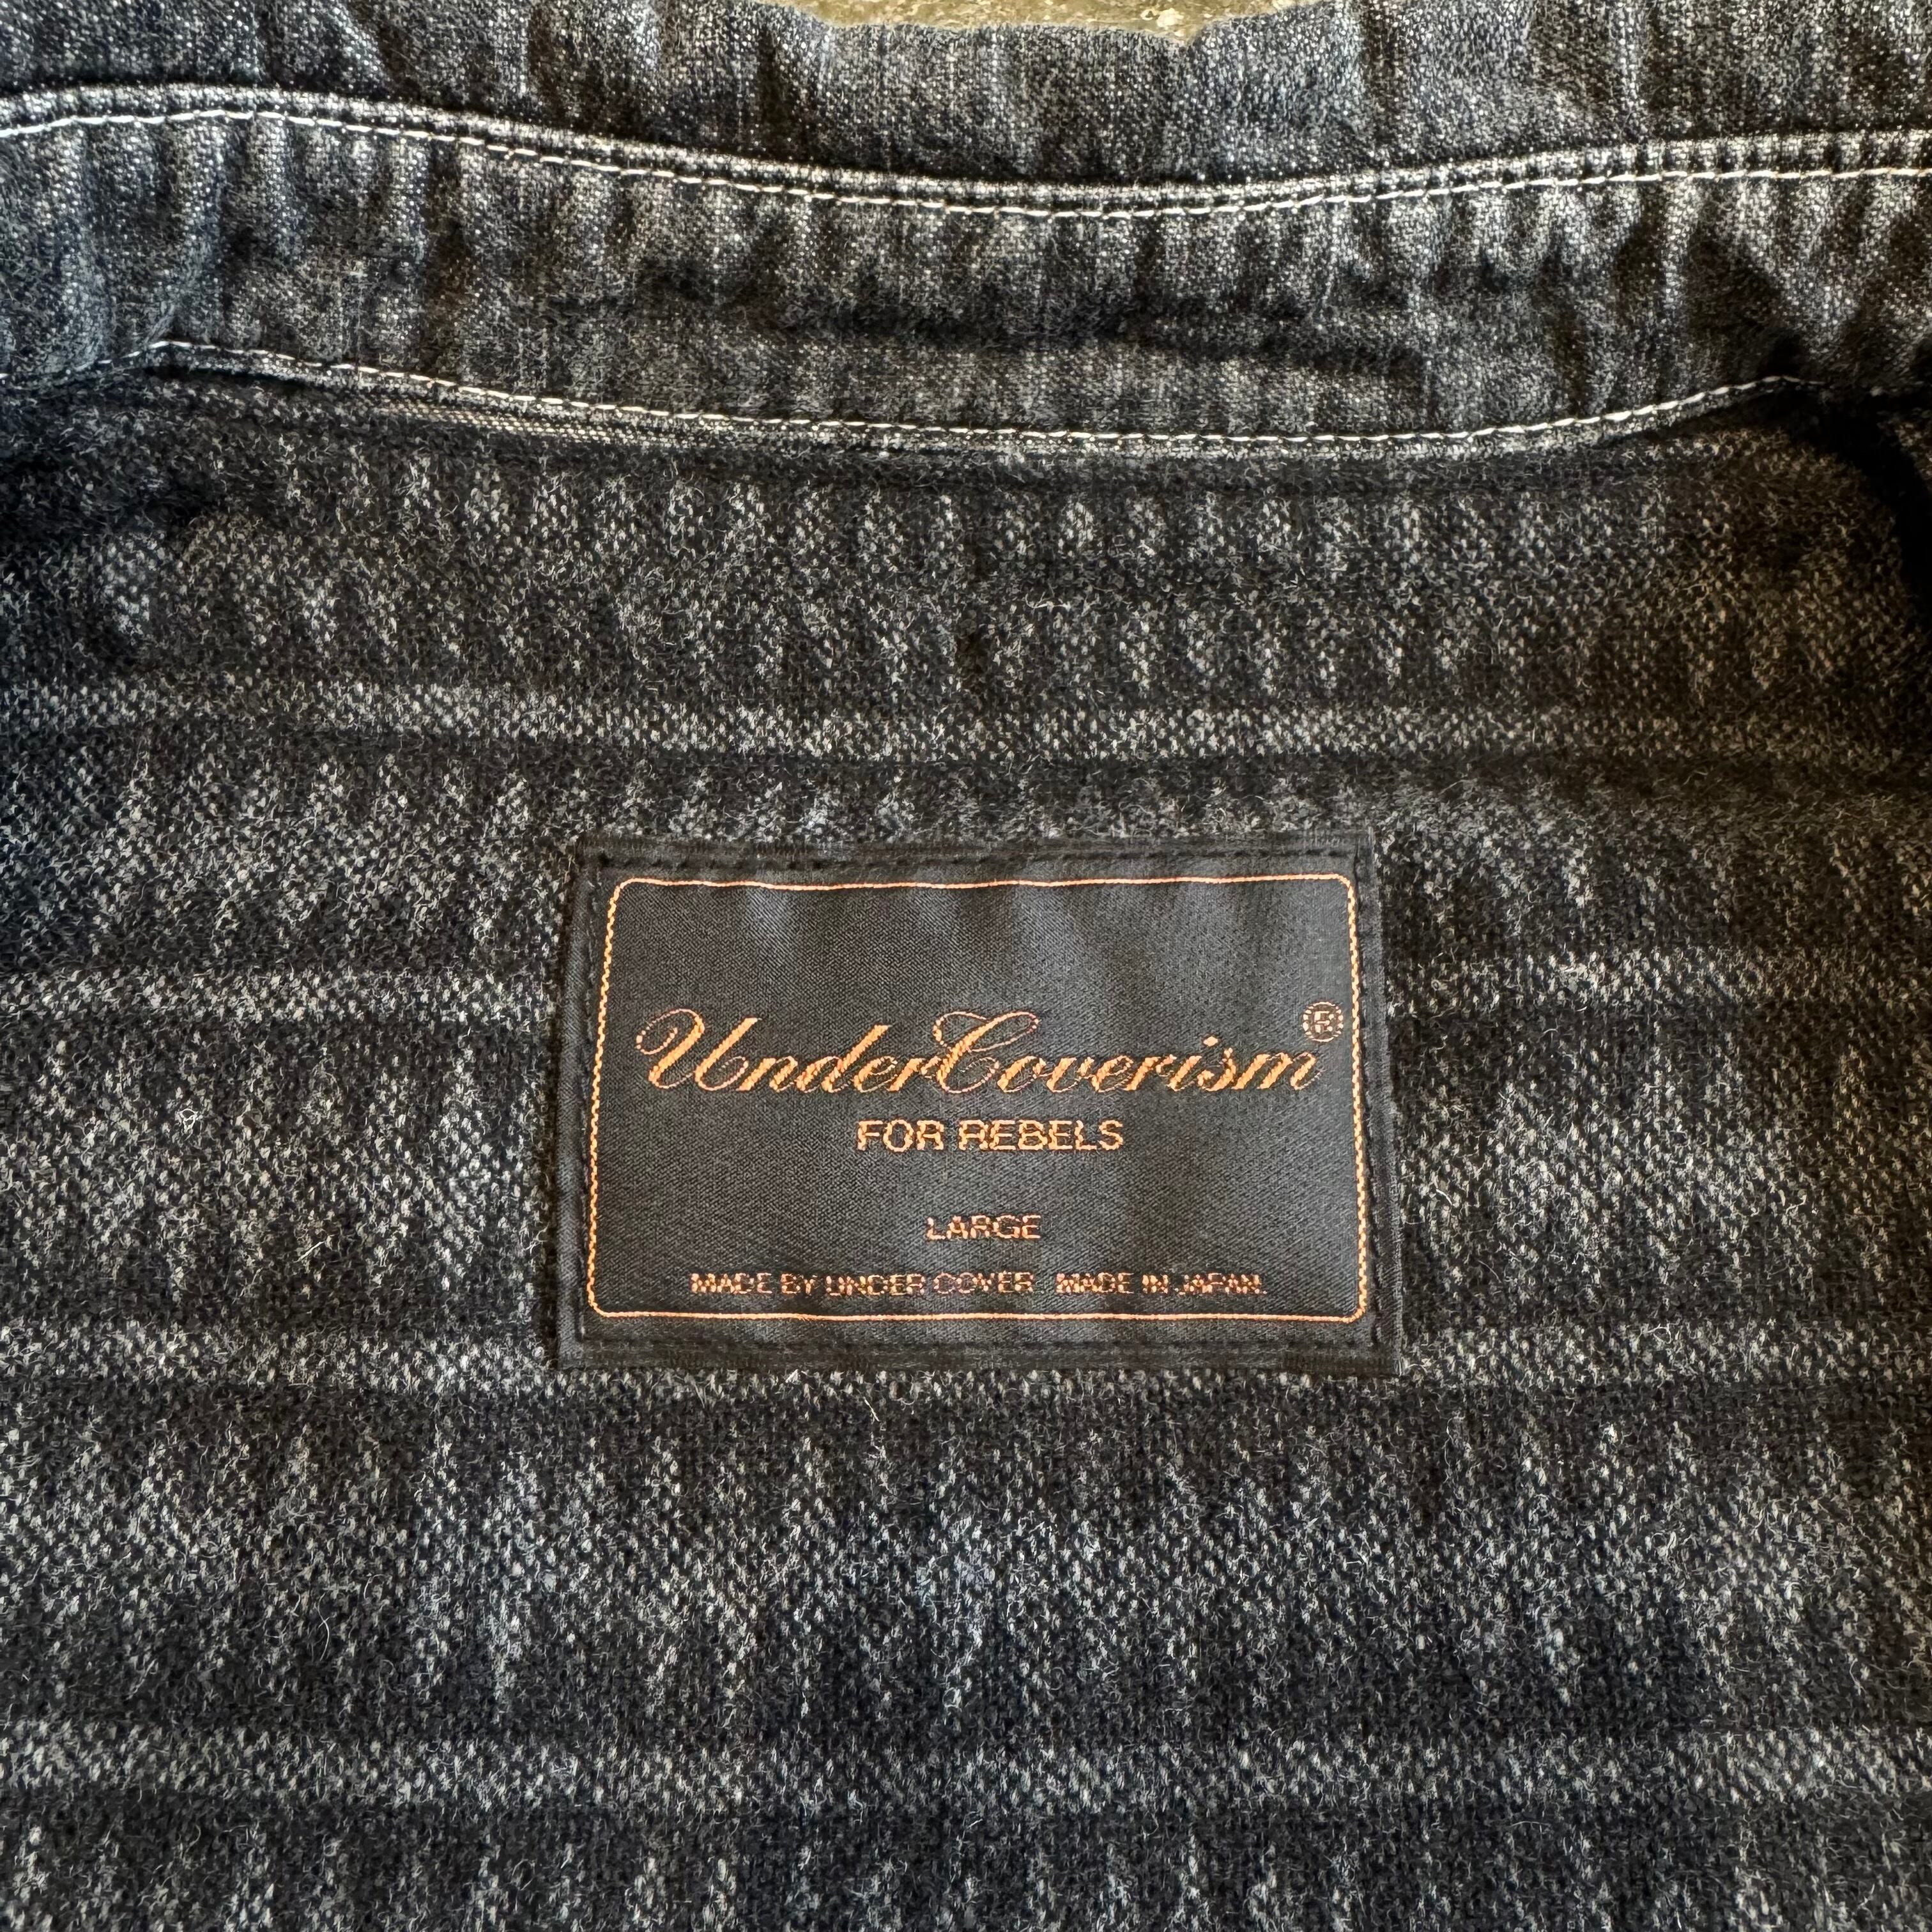 UnderCoverism®
FOR REBELS
LARGE
MADE BY UNDER COVER MADE IN JAPAN.